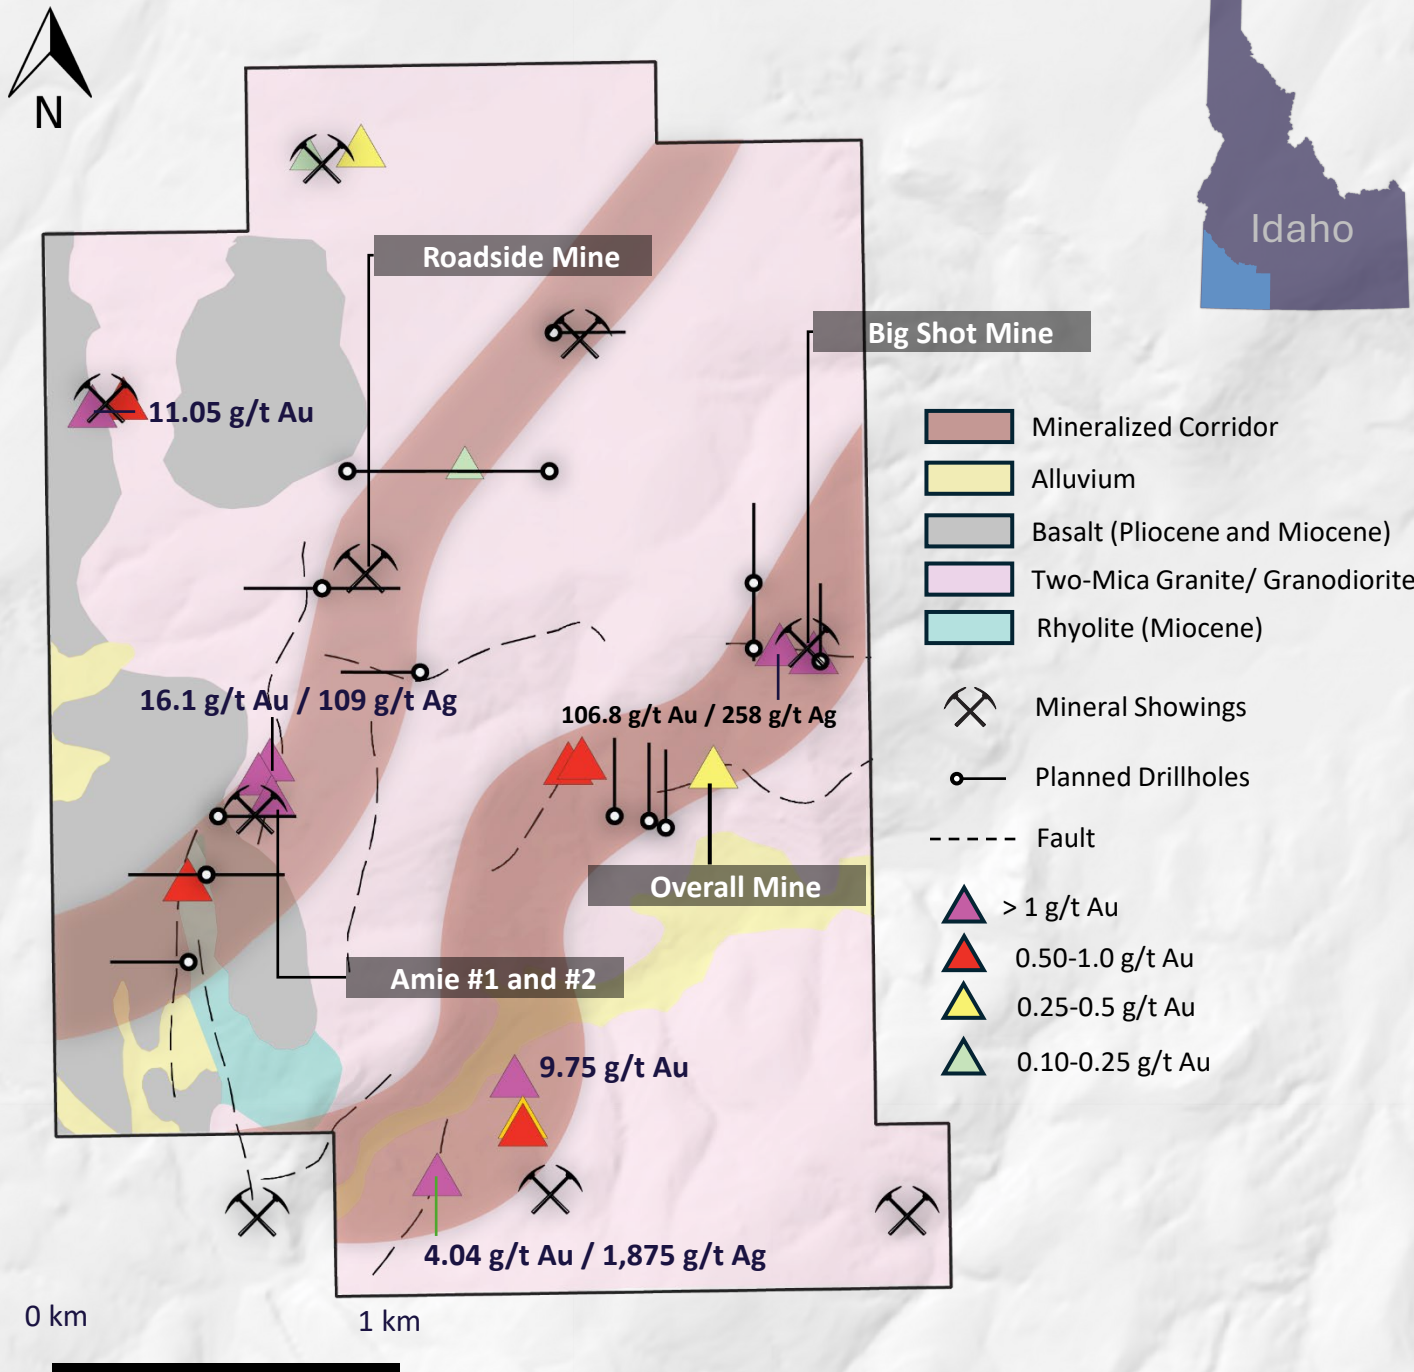 N
Idaho
Roadside Mine
Big Shot Mine
11.05 g/t Au
16.1 g/t Au / 109 g/t Ag
106.8 g/t Au / 258 g/t Ag
Overall Mine
Amie #1 and #2
9.75 g/t Au
4.04 g/t Au / 1,875 g/t Ag
0 km
1 km
Mineralized Corridor
Alluvium
Basalt (Pliocene and Miocene)
Two-Mica Granite/ Granodiorite
Rhyolite (Miocene)
Mineral Showings
Planned Drillholes
Fault
> 1 g/t Au
0.50-1.0 g/t Au
0.25-0.5 g/t Au
0.10-0.25 g/t Au